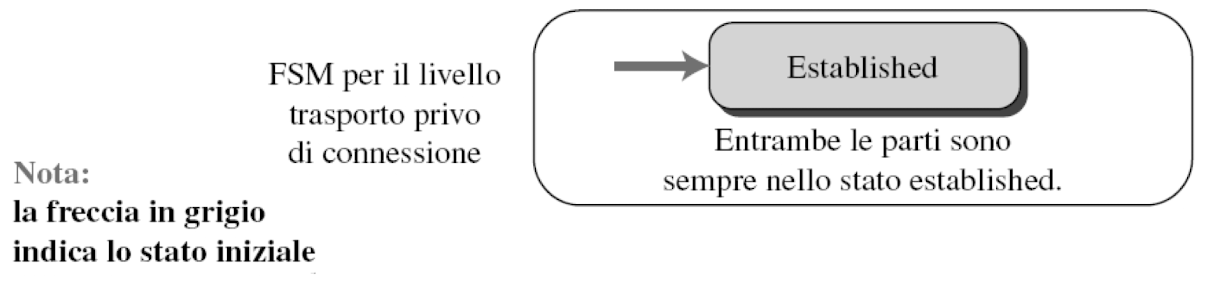 FSM per il livello
trasporto privo
di connessione
Established
Entrambe le parti sono
sempre nello stato established.
Nota:
la freccia in grigio
indica lo stato iniziale